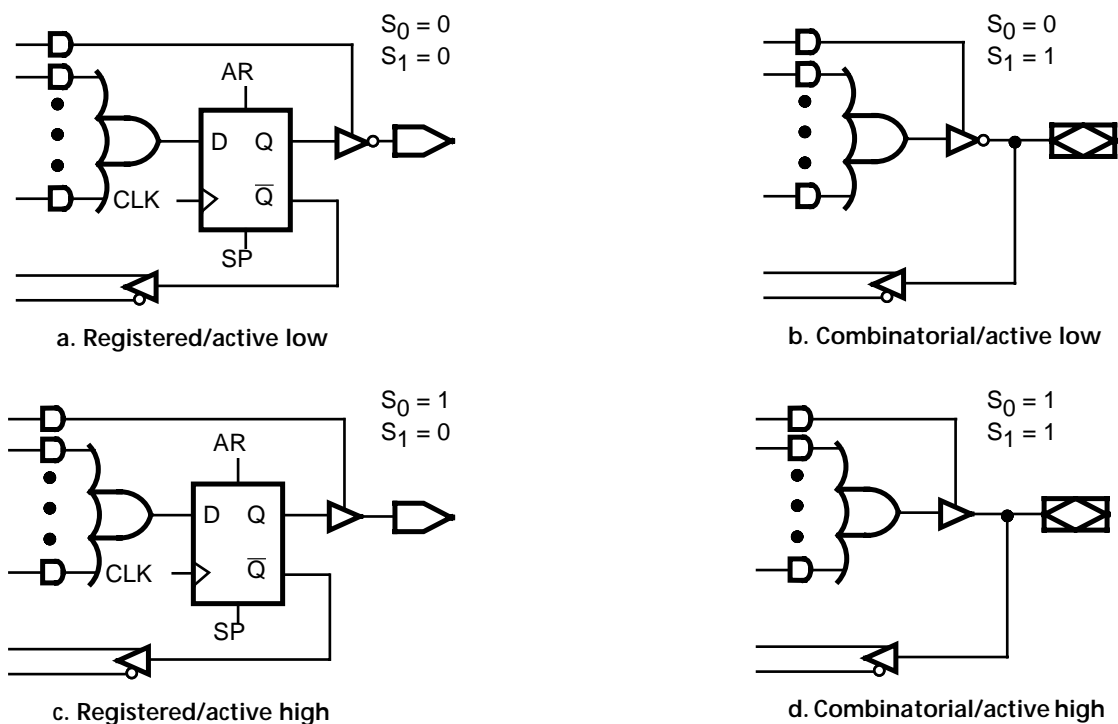 S0 = 0
S1 = 0
AR
D Q
CLK Q̅
SP
a. Registered/active low
S0 = 0
S1 = 1
b. Combinatorial/active low
S0 = 1
S1 = 0
AR
D Q
CLK Q̅
SP
c. Registered/active high
S0 = 1
S1 = 1
d. Combinatorial/active high